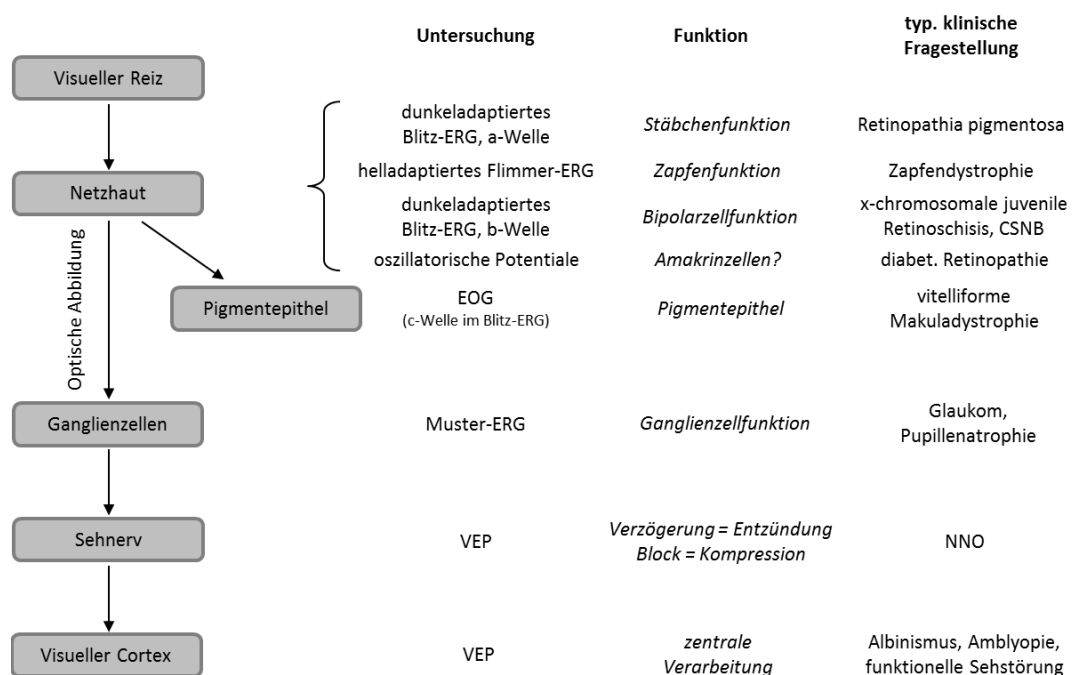 Untersuchung
Funktion
typ. klinische
Fragestellung
Visueller Reiz
dunkeladaptiertes
Blitz-ERG, a-Welle
Stäbchenfunktion
Retinopathia pigmentosa
Netzhaut
helladaptiertes Flimmer-ERG
Zapfenfunktion
Zapfendystrophie
dunkeladaptiertes
Blitz-ERG, b-Welle
Bipolarzellfunktion
x-chromosomale juvenile
Retinoschisis, CSNB
oszillatorische Potentiale
Amakrinzellen?
diabet. Retinopathie
Optische Abbildung
Pigmentepithel
EOG
(c-Welle im Blitz-ERG)
Pigmentepithel
vitelliforme
Makuladystrophie
Ganglienzellen
Muster-ERG
Ganglienzellfunktion
Glaukom,
Pupillenatrophie
Sehnerv
VEP
Verzögerung = Entzündung
Block = Kompression
NNO
Visueller Cortex
VEP
zentrale
Verarbeitung
Albinismus, Amblyopie,
funktionelle Sehstörung